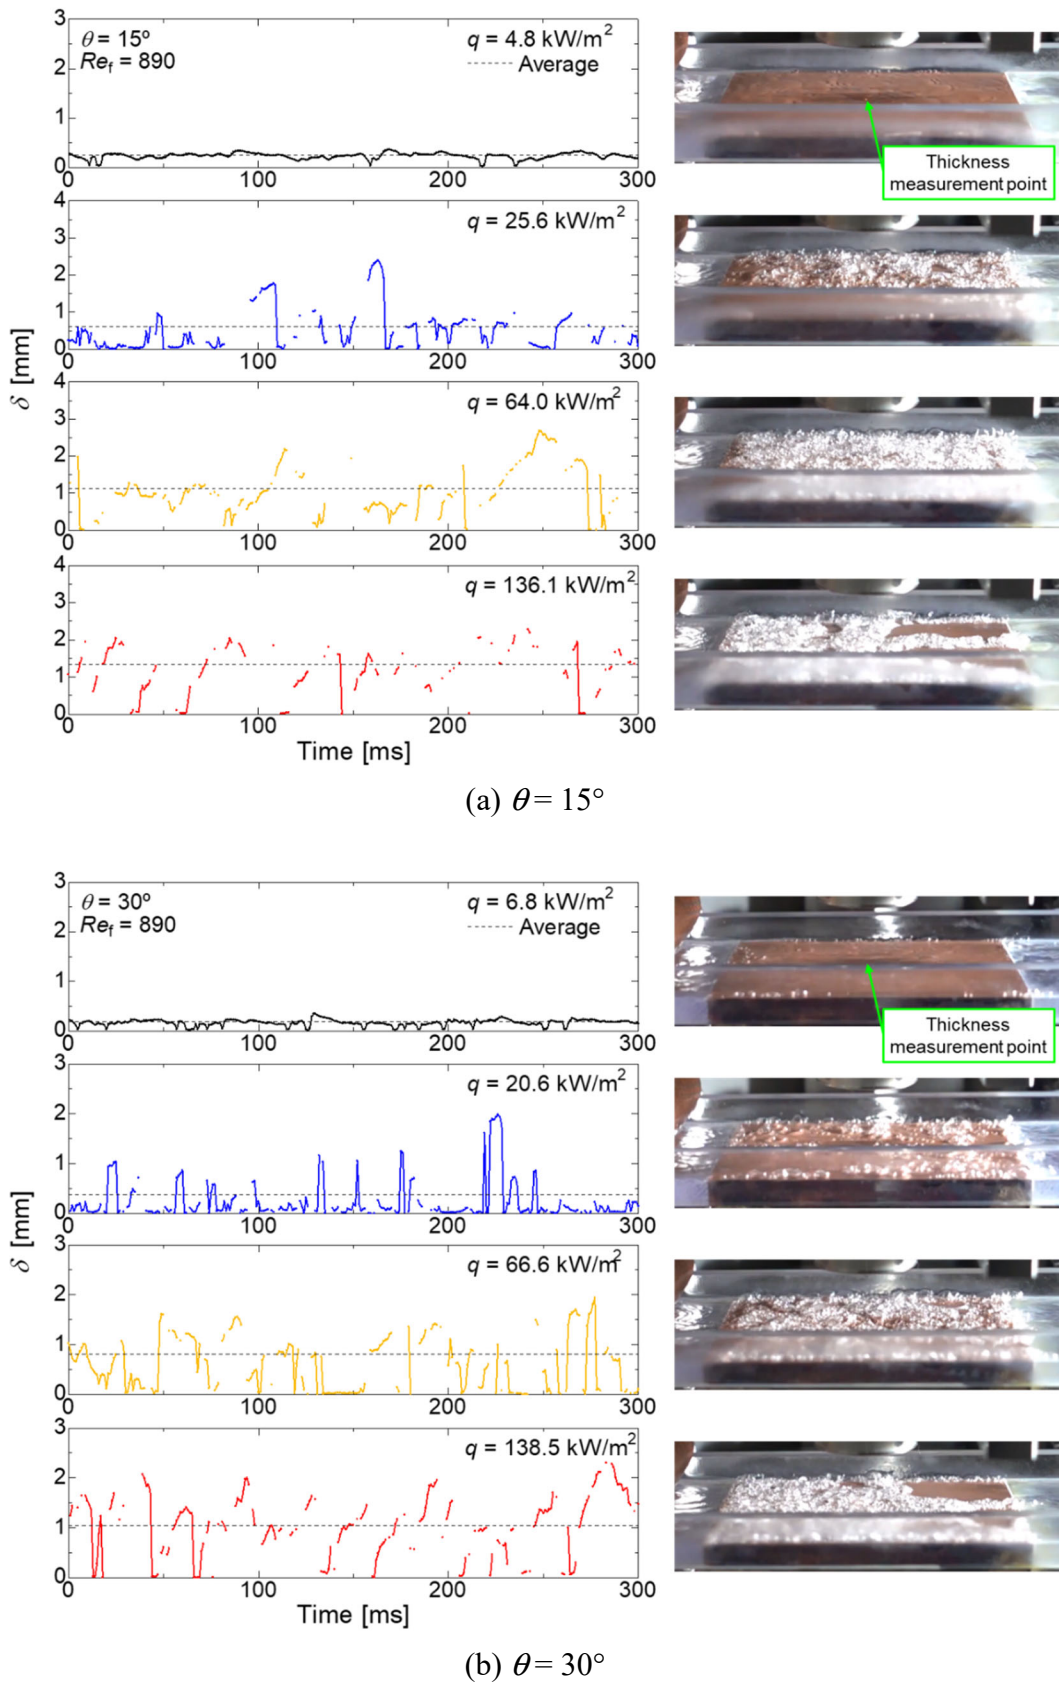 3
θ = 15º
q = 4.8 kW/m²
Re_f = 890
Average
2
1
0
0 100 200 300
Thickness
measurement point
4
q = 25.6 kW/m²
3
2
1
0
0 100 200 300
δ [mm]
4
q = 64.0 kW/m²
3
2
1
0
0 100 200 300
4
q = 136.1 kW/m²
3
2
1
0
0 100 200 300
Time [ms]
(a) θ = 15°
3
θ = 30º
q = 6.8 kW/m²
Re_f = 890
Average
2
1
0
0 100 200 300
Thickness
measurement point
3
q = 20.6 kW/m²
2
1
0
0 100 200 300
δ [mm]
3
q = 66.6 kW/m²
2
1
0
0 100 200 300
3
q = 138.5 kW/m²
2
1
0
0 100 200 300
Time [ms]
(b) θ = 30°